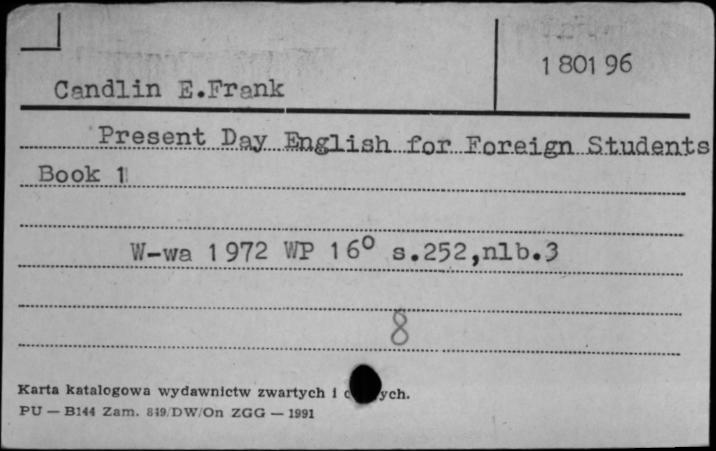 1 801 96
Candlin E.Frank
Present Day English for Foreign Students
Book 1
W-wa 1972 WP 16° s.252,nlb.3
8
Karta katalogowa wydawnictw zwartych i
PU — B144 Zam. 849/DW/On ZGG — 1991